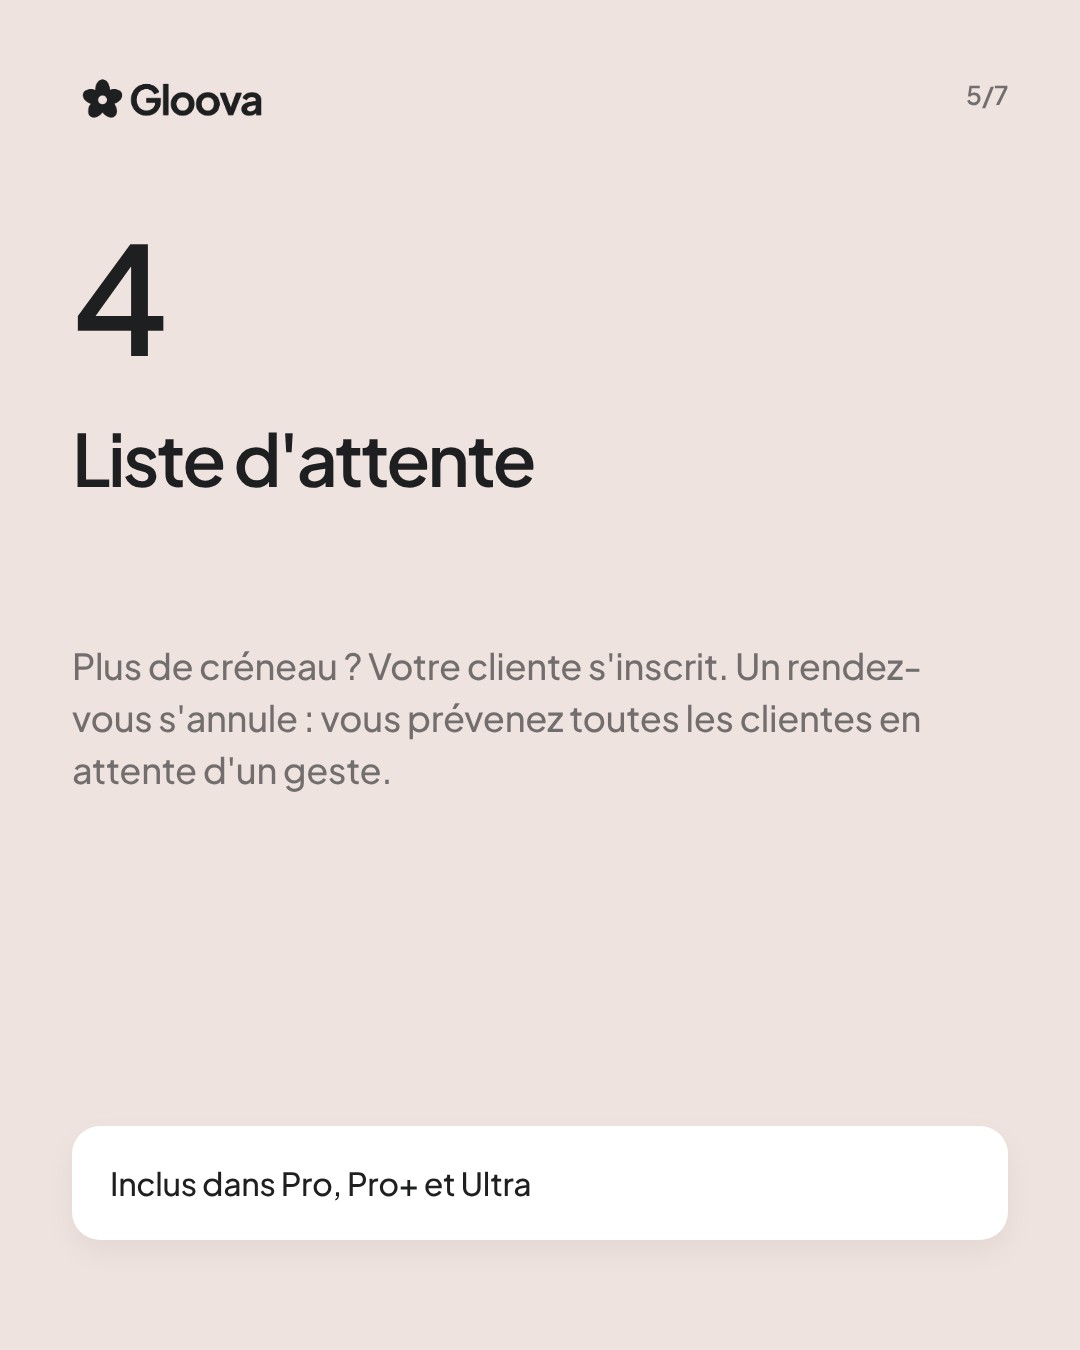 Gloova
5/7
4
Liste d'attente
Plus de créneau ? Votre cliente s'inscrit. Un rendez-
vous s'annule : vous prévenez toutes les clientes en
attente d'un geste.
Inclus dans Pro, Pro+ et Ultra